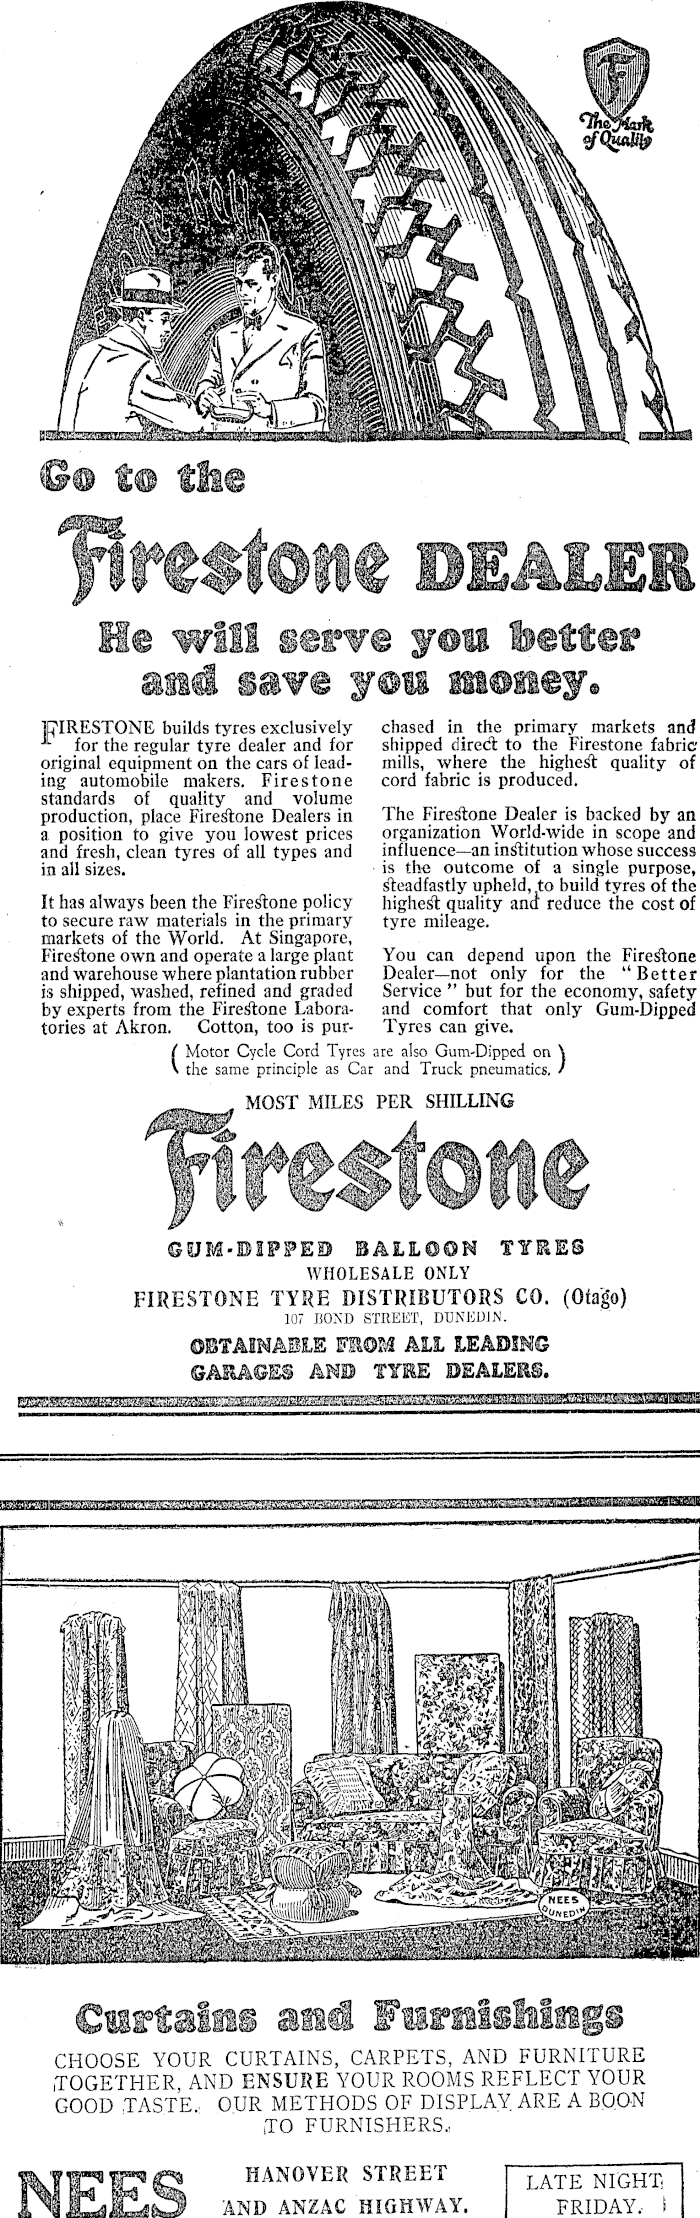 The Mark
of Quality
Go to the
Firestone DEALER
He will serve you better
and save you money.
FIRESTONE builds tyres exclusively
for the regular tyre dealer and for
original equipment on the cars of lead-
ing automobile makers. Firestone
standards of quality and volume
production, place Firestone Dealers in
a position to give you lowest prices
and fresh, clean tyres of all types and
in all sizes.
It has always been the Firestone policy
to secure raw materials in the primary
markets of the World. At Singapore,
Firestone own and operate a large plant
and warehouse where plantation rubber
is shipped, washed, refined and graded
by experts from the Firestone Labora-
tories at Akron. Cotton, too is pur-
chased in the primary markets and
shipped direct to the Firestone fabric
mills, where the highest quality of
cord fabric is produced.
The Firestone Dealer is backed by an
organization World-wide in scope and
influence—an institution whose success
is the outcome of a single purpose,
steadfastly upheld, to build tyres of the
highest quality and reduce the cost of
tyre mileage.
You can depend upon the Firestone
Dealer—not only for the "Better
Service" but for the economy, safety
and comfort that only Gum-Dipped
Tyres can give.
(Motor Cycle Cord Tyres are also Gum-Dipped on
the same principle as Car and Truck pneumatics.)
MOST MILES PER SHILLING
Firestone
GUM-DIPPED BALLOON TYRES
WHOLESALE ONLY
FIRESTONE TYRE DISTRIBUTORS CO. (Otago)
107 BOND STREET, DUNEDIN.
OBTAINABLE FROM ALL LEADING
GARAGES AND TYRE DEALERS.
NEES
DUNEDIN
Curtains and Furnishings
CHOOSE YOUR CURTAINS, CARPETS, AND FURNITURE
TOGETHER, AND ENSURE YOUR ROOMS REFLECT YOUR
GOOD TASTE. OUR METHODS OF DISPLAY ARE A BOON
TO FURNISHERS.
NEES
HANOVER STREET
AND ANZAC HIGHWAY.
LATE NIGHT
FRIDAY.